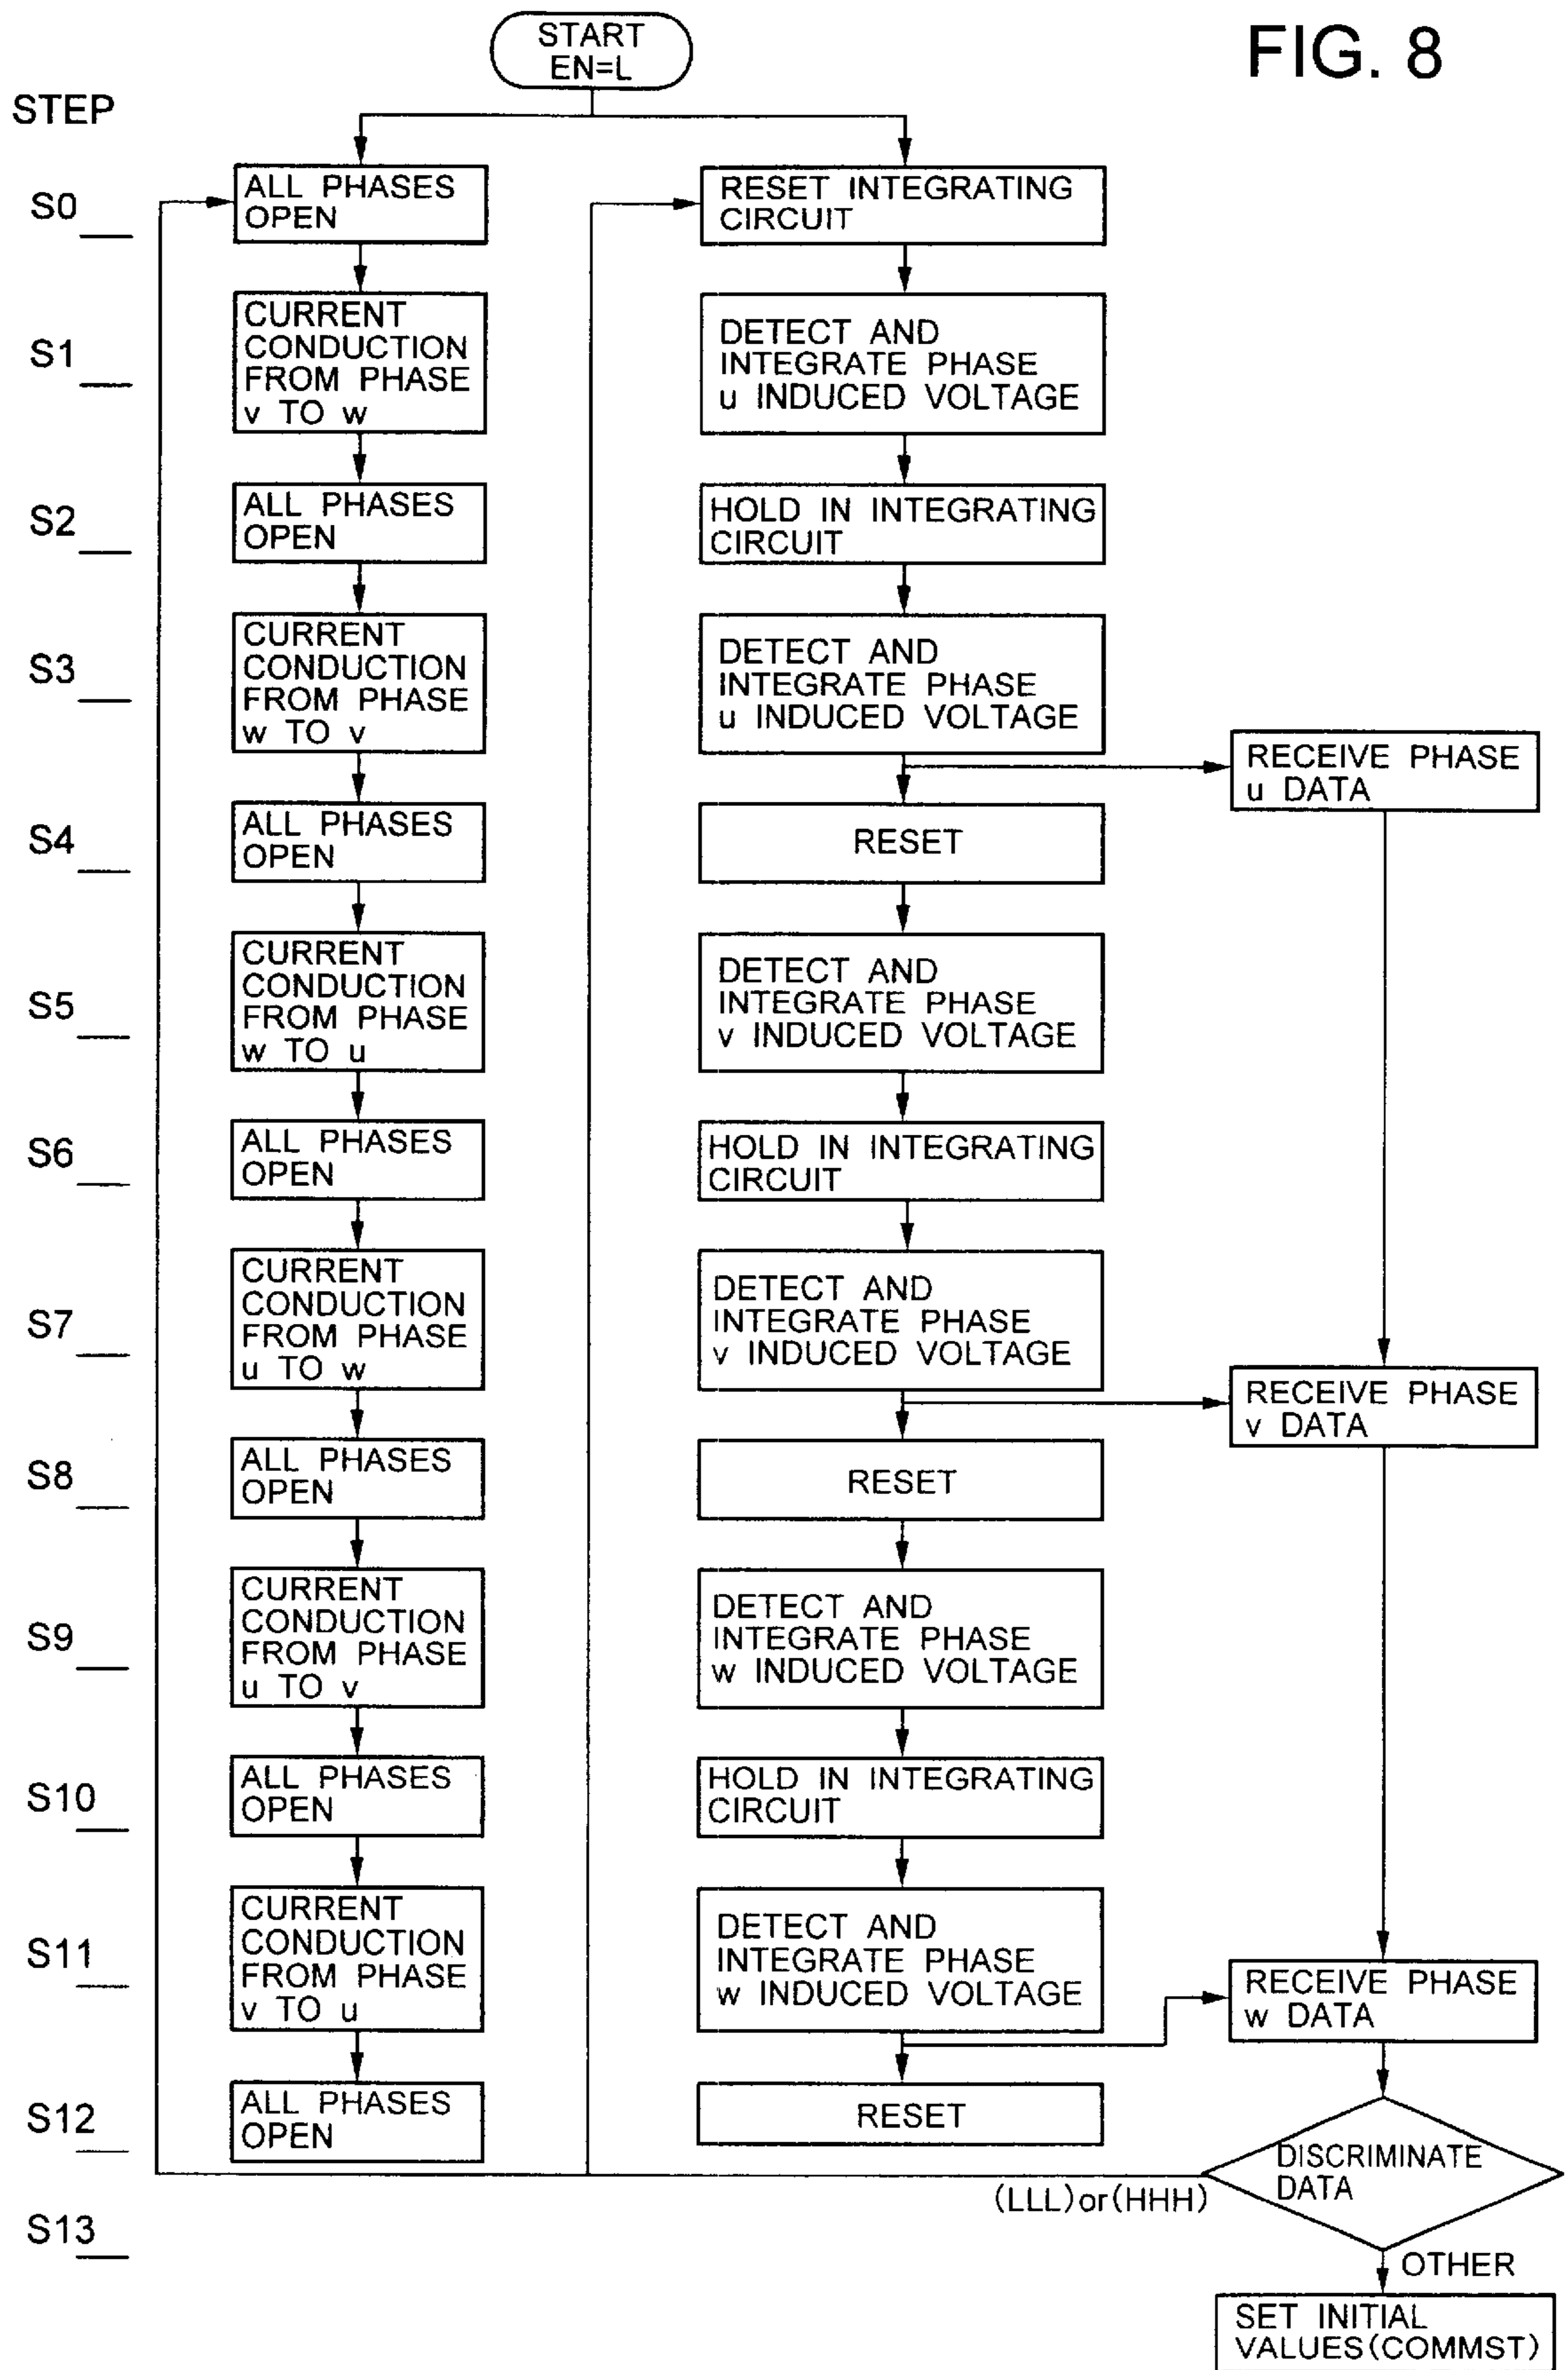 FIG. 8
START
EN=L
STEP
S0
ALL PHASES
OPEN
RESET INTEGRATING
CIRCUIT
S1
CURRENT
CONDUCTION
FROM PHASE
v TO w
DETECT AND
INTEGRATE PHASE
u INDUCED VOLTAGE
S2
ALL PHASES
OPEN
HOLD IN INTEGRATING
CIRCUIT
S3
CURRENT
CONDUCTION
FROM PHASE
w TO v
DETECT AND
INTEGRATE PHASE
u INDUCED VOLTAGE
RECEIVE PHASE
u DATA
S4
ALL PHASES
OPEN
RESET
S5
CURRENT
CONDUCTION
FROM PHASE
w TO u
DETECT AND
INTEGRATE PHASE
v INDUCED VOLTAGE
S6
ALL PHASES
OPEN
HOLD IN INTEGRATING
CIRCUIT
S7
CURRENT
CONDUCTION
FROM PHASE
u TO w
DETECT AND
INTEGRATE PHASE
v INDUCED VOLTAGE
RECEIVE PHASE
v DATA
S8
ALL PHASES
OPEN
RESET
S9
CURRENT
CONDUCTION
FROM PHASE
u TO v
DETECT AND
INTEGRATE PHASE
w INDUCED VOLTAGE
S10
ALL PHASES
OPEN
HOLD IN INTEGRATING
CIRCUIT
S11
CURRENT
CONDUCTION
FROM PHASE
v TO u
DETECT AND
INTEGRATE PHASE
w INDUCED VOLTAGE
RECEIVE PHASE
w DATA
S12
ALL PHASES
OPEN
RESET
DISCRIMINATE
DATA
(LLL)or(HHH)
S13
OTHER
SET INITIAL
VALUES(COMMST)